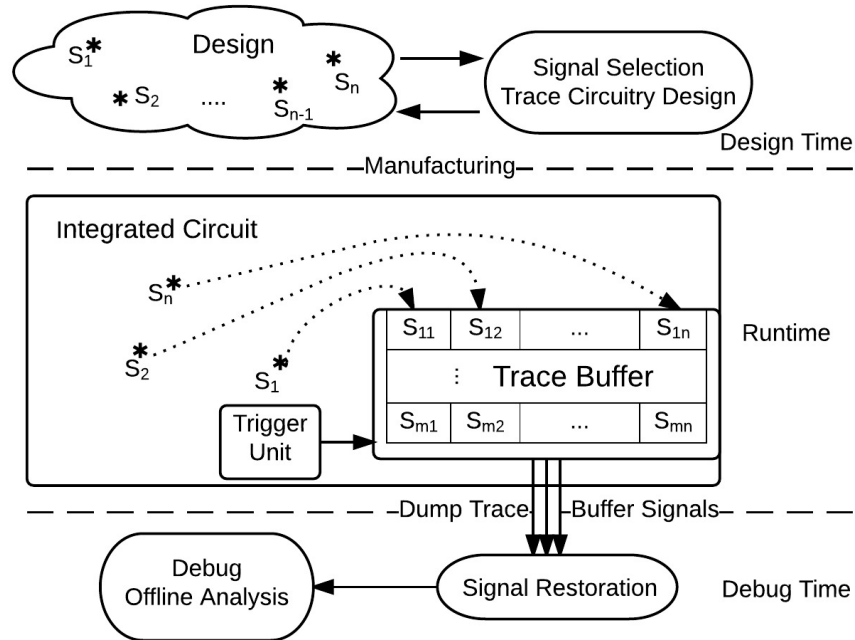 Design
S1*
Sn*
S2*
....
Sn-1*
Signal Selection
Trace Circuitry Design
Design Time
Manufacturing
Integrated Circuit
Sn*
S2*
S1*
S11 S12 ... S1n
⋮ Trace Buffer
Sm1 Sm2 ... Smn
Runtime
Trigger
Unit
Dump Trace Buffer Signals
Debug
Offline Analysis
Signal Restoration
Debug Time